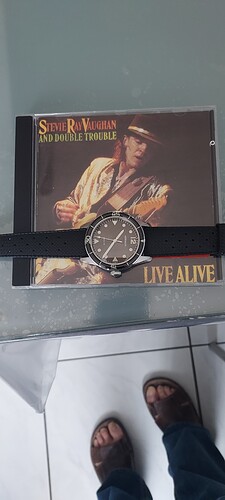 STEVIE RAY VAUGHAN
AND DOUBLE TROUBLE
LIVE ALIVE